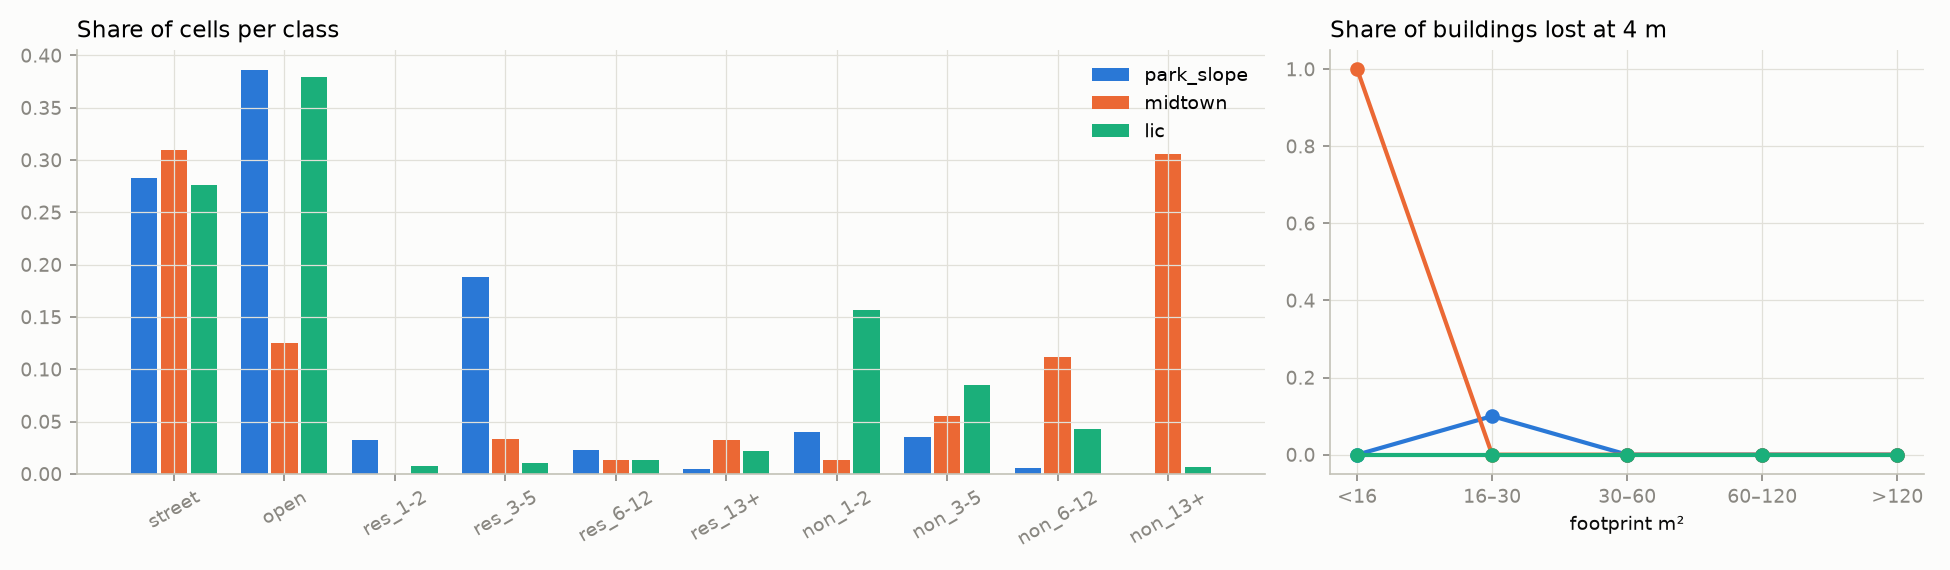 Share of cells per class
0.40
0.35
0.30
0.25
0.20
0.15
0.10
0.05
0.00
street
open
res_1-2
res_3-5
res_6-12
res_13+
non_1-2
non_3-5
non_6-12
non_13+
park_slope
midtown
lic
Share of buildings lost at 4 m
1.0
0.8
0.6
0.4
0.2
0.0
<16
16–30
30–60
60–120
>120
footprint m²